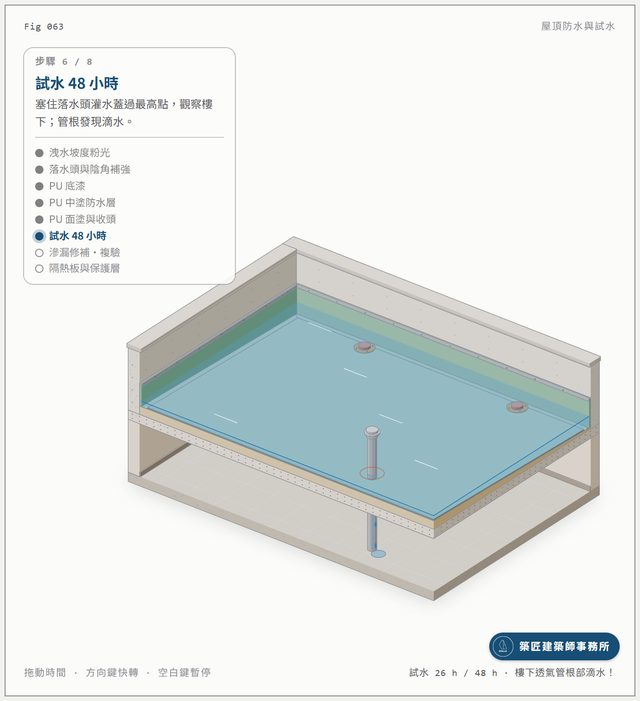 Fig 063
屋頂防水與試水
步驟 6 / 8
試水 48 小時
塞住落水頭灌水蓋過最高點，觀察樓
下；管根發現滴水。
洩水坡度粉光
落水頭與陰角補強
PU 底漆
PU 中塗防水層
PU 面塗與收頭
試水 48 小時
滲漏修補・複驗
隔熱板與保護層
築匠建築師事務所
拖動時間 · 方向鍵快轉 · 空白鍵暫停
試水 26 h / 48 h · 樓下透氣管根部滴水！